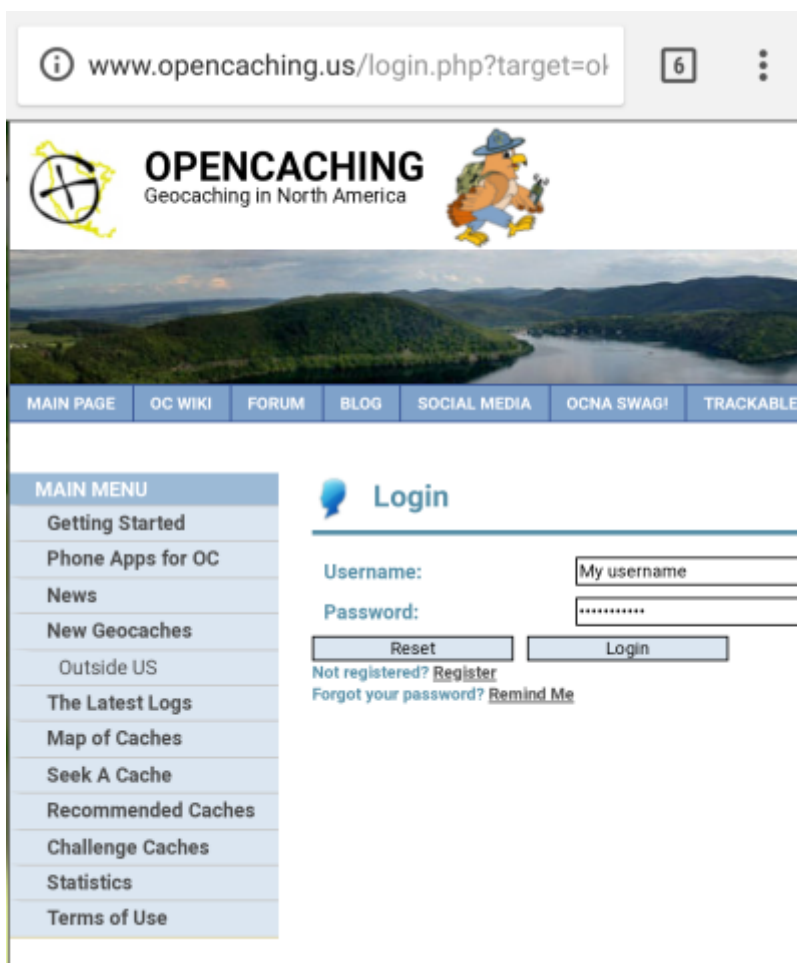 www.opencaching.us/login.php?target=o
6
OPENCACHING
Geocaching in North America
MAIN PAGE OC WIKI FORUM BLOG SOCIAL MEDIA OCNA SWAG! TRACKABLE
MAIN MENU
Getting Started
Phone Apps for OC
News
New Geocaches
Outside US
The Latest Logs
Map of Caches
Seek A Cache
Recommended Caches
Challenge Caches
Statistics
Terms of Use
Login
Username: My username
Password: •••••••••••
Reset Login
Not registered? Register
Forgot your password? Remind Me